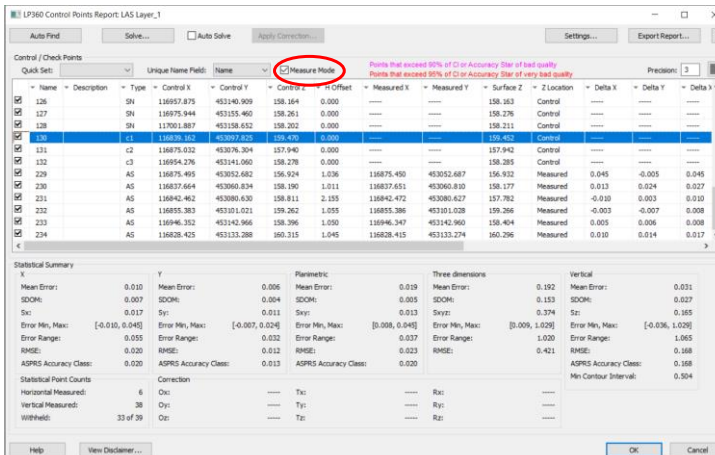 LP360 Control Points Report: LAS Layer_1
Auto Find Solve... Auto Solve Apply Correction... Settings... Export Report...
Control / Check Points
Quick Set: Unique Name Field: Name Measure Mode Points that exceed 90% of CI or Accuracy Star of bad quality Precision: 3
Points that exceed 95% of CI or Accuracy Star of very bad quality
Name Description Type Control X Control Y Control Z H Offset Measured X Measured Y Surface Z Z Location Delta X Delta Y Delta X
126 SN 116957.875 453140.909 158.164 0.000 ----- ----- 158.163 Control ----- ----- -----
127 SN 116975.944 453155.460 158.261 0.000 ----- ----- 158.276 Control ----- ----- -----
128 SN 117001.887 453158.652 158.202 0.000 ----- ----- 158.211 Control ----- ----- -----
130 c1 116839.162 453097.825 159.470 0.000 ----- ----- 159.452 Control ----- ----- -----
131 c2 116875.032 453076.304 157.940 0.000 ----- ----- 157.942 Control ----- ----- -----
132 c3 116954.276 453141.060 158.278 0.000 ----- ----- 158.285 Control ----- ----- -----
229 AS 116875.495 453052.682 156.924 1.036 116875.450 453052.687 156.932 Measured 0.045 -0.005 0.045
230 AS 116837.664 453060.834 158.190 1.011 116837.651 453060.810 158.177 Measured 0.013 0.024 0.027
231 AS 116842.462 453080.630 158.811 2.155 116842.472 453080.627 157.782 Measured -0.010 0.003 0.010
232 AS 116855.383 453101.021 159.262 1.055 116855.386 453101.028 159.266 Measured -0.003 -0.007 0.008
233 AS 116946.352 453142.966 158.396 1.050 116946.347 453142.960 158.404 Measured 0.005 0.006 0.008
234 AS 116828.425 453133.288 160.315 1.045 116828.415 453133.274 160.296 Measured 0.010 0.014 0.017
Statistical Summary
X Y Planimetric Three dimensions Vertical
Mean Error: 0.010 Mean Error: 0.006 Mean Error: 0.019 Mean Error: 0.192 Mean Error: 0.031
SDOM: 0.007 SDOM: 0.004 SDOM: 0.005 SDOM: 0.153 SDOM: 0.027
Sx: 0.017 Sy: 0.011 Sxy: 0.013 Sxyz: 0.374 Sz: 0.165
Error Min, Max: [-0.010, 0.045] Error Min, Max: [-0.007, 0.024] Error Min, Max: [0.008, 0.045] Error Min, Max: [0.009, 1.029] Error Min, Max: [-0.036, 1.029]
Error Range: 0.055 Error Range: 0.032 Error Range: 0.037 Error Range: 1.020 Error Range: 1.065
RMSE: 0.020 RMSE: 0.012 RMSE: 0.023 RMSE: 0.421 RMSE: 0.168
ASPRS Accuracy Class: 0.020 ASPRS Accuracy Class: 0.013 ASPRS Accuracy Class: 0.020 ASPRS Accuracy Class: 0.168
Min Contour Interval: 0.504
Statistical Point Counts Correction
Horizontal Measured: 6 Ox: ----- Tx: ----- Rx: -----
Vertical Measured: 38 Oy: ----- Ty: ----- Ry: -----
Withheld: 33 of 39 Oz: ----- Tz: ----- Rz: -----
Help View Disclaimer... OK Cancel